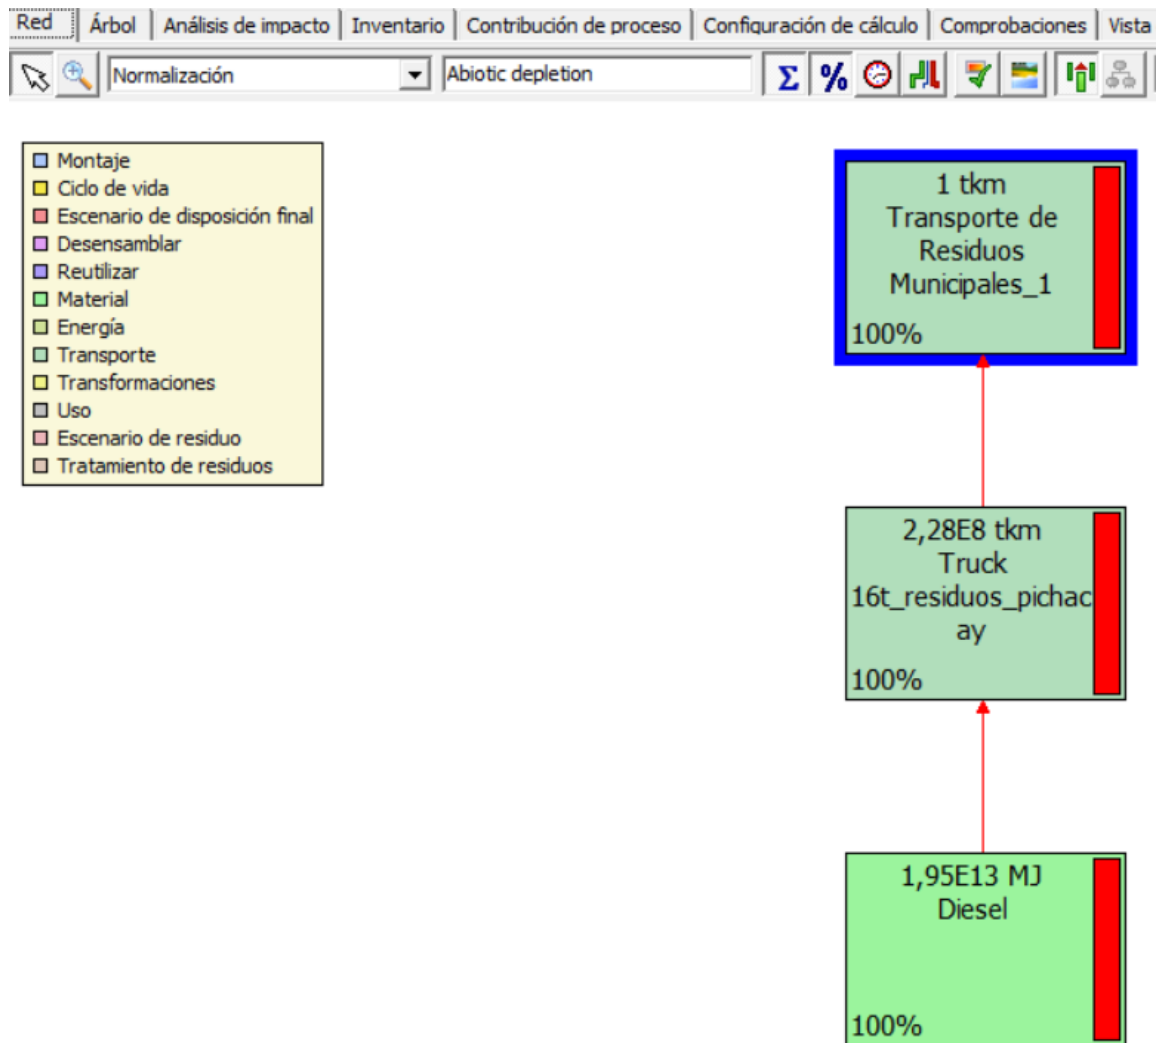 Red Árbol Análisis de impacto Inventario Contribución de proceso Configuración de cálculo Comprobaciones Vista
Normalización Abiotic depletion Σ %
Montaje
Ciclo de vida
Escenario de disposición final
Desensamblar
Reutilizar
Material
Energía
Transporte
Transformaciones
Uso
Escenario de residuo
Tratamiento de residuos
1 tkm
Transporte de
Residuos
Municipales_1
100%
2,28E8 tkm
Truck
16t_residuos_pichac
ay
100%
1,95E13 MJ
Diesel
100%